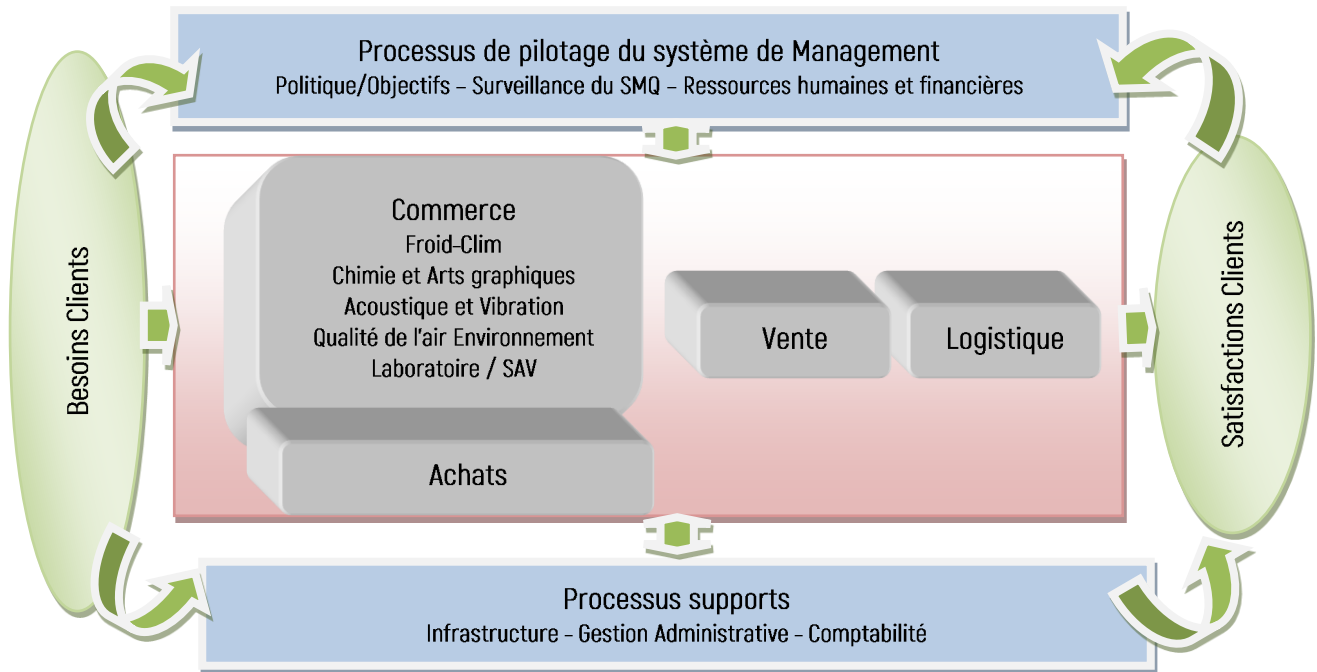 Processus de pilotage du système de Management
Politique/Objectifs – Surveillance du SMQ – Ressources humaines et financières
Besoins Clients
Commerce
Froid-Clim
Chimie et Arts graphiques
Acoustique et Vibration
Qualité de l'air Environnement
Laboratoire / SAV
Achats
Vente
Logistique
Satisfactions Clients
Processus supports
Infrastructure – Gestion Administrative – Comptabilité